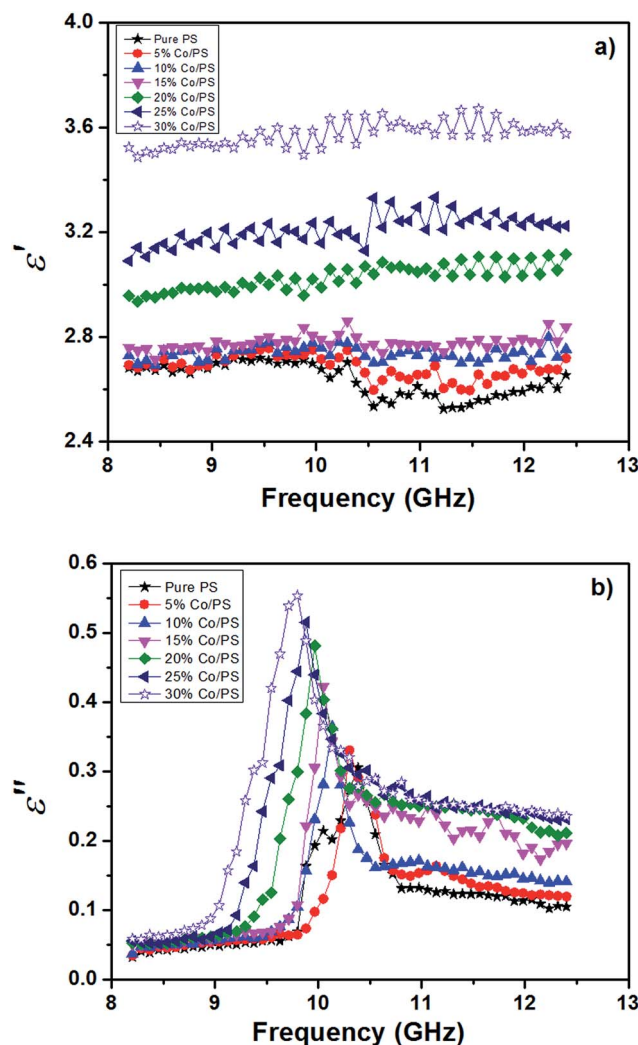 4.0
3.6
3.2
2.8
2.4
ε'
Pure PS
5% Co/PS
10% Co/PS
15% Co/PS
20% Co/PS
25% Co/PS
30% Co/PS
a)
8 9 10 11 12 13
Frequency (GHz)
0.6
0.5
0.4
0.3
0.2
0.1
0.0
ε"
Pure PS
5% Co/PS
10% Co/PS
15% Co/PS
20% Co/PS
25% Co/PS
30% Co/PS
b)
8 9 10 11 12 13
Frequency (GHz)